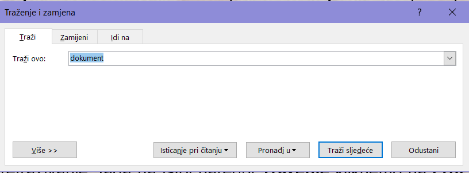 Traženje i zamjena
Traži Zamijeni Idi na
Traži ovo: dokument
Više >> Isticanje pri čitanju Pronađi u Traži sljedeće Odustani